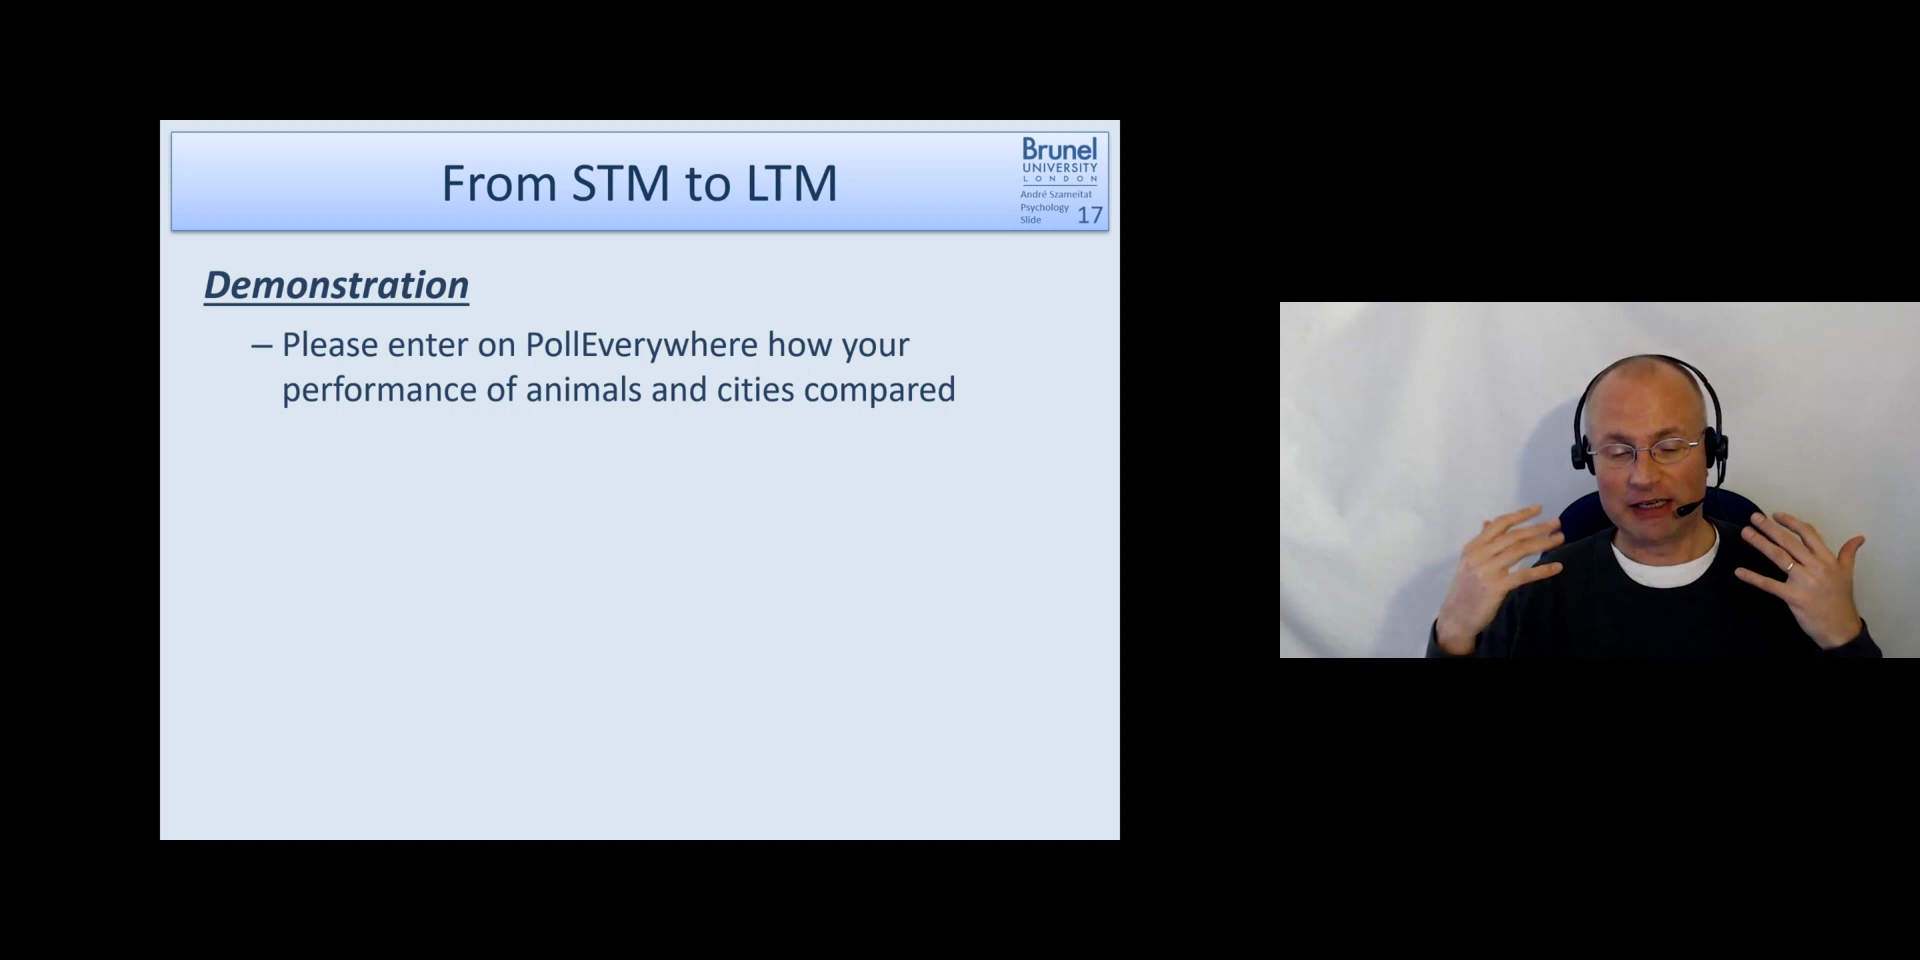 From STM to LTM
Brunel
UNIVERSITY
LONDON
André Szameitat
Psychology
Slide 17
Demonstration
– Please enter on PollEverywhere how your
performance of animals and cities compared